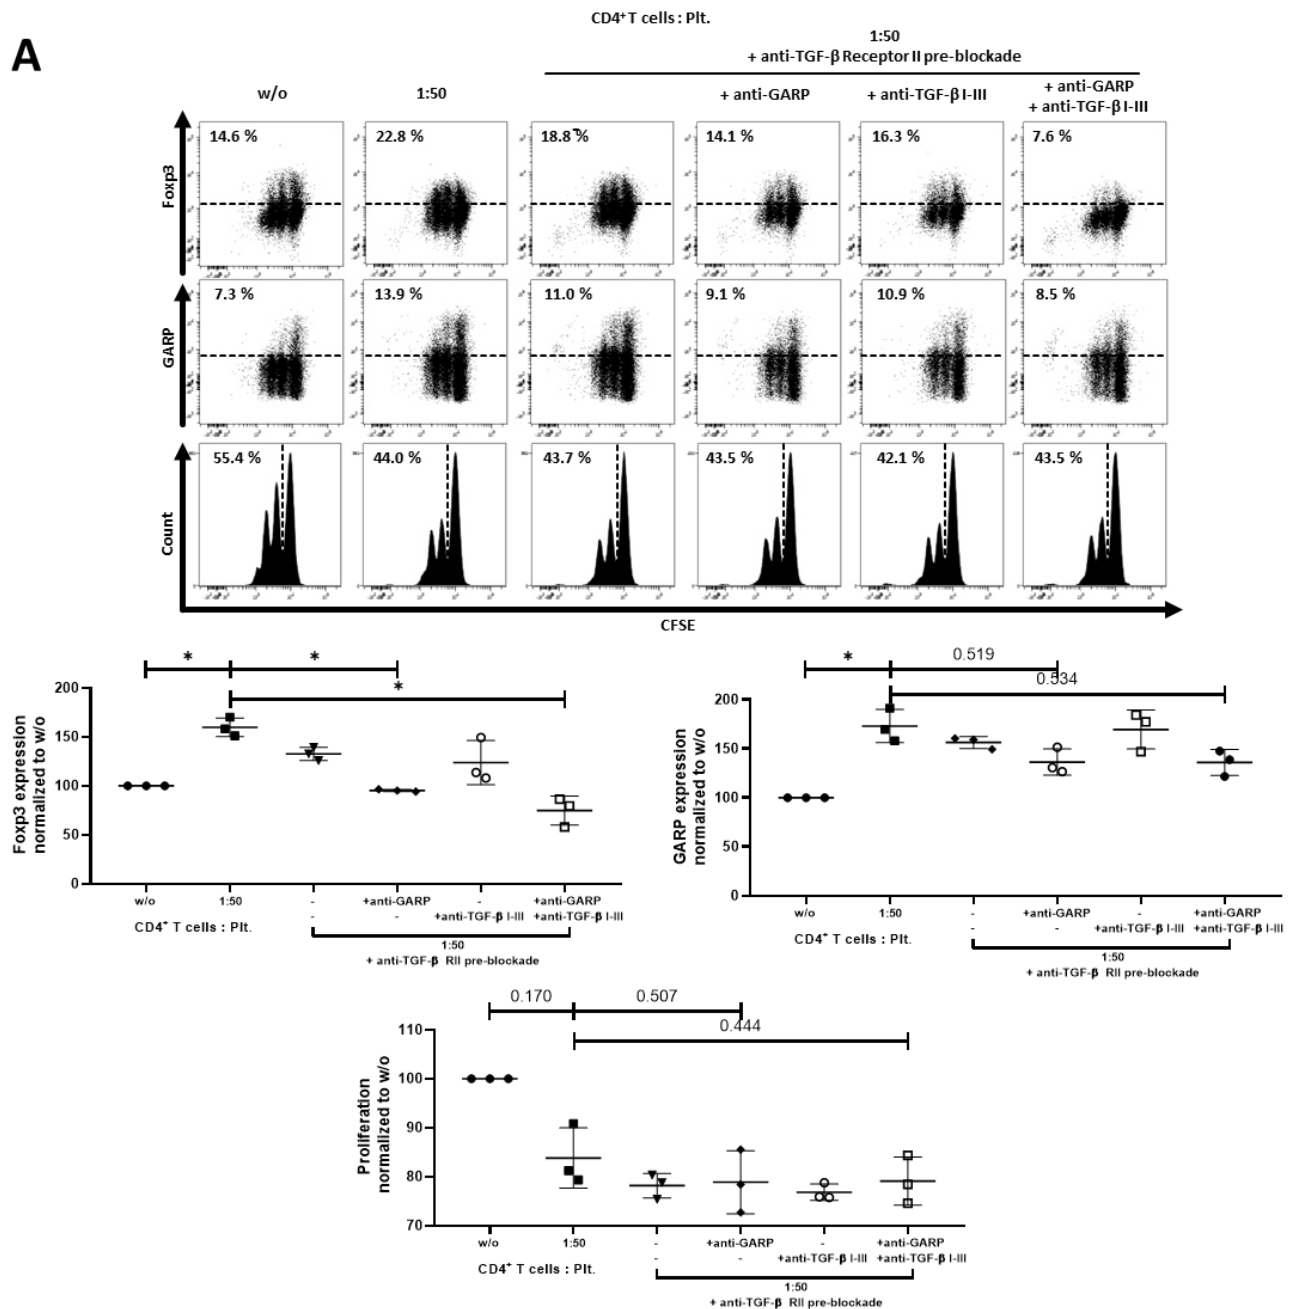 CD4⁺ T cells : Plt.
A
1:50
+ anti-TGF-β Receptor II pre-blockade
w/o
1:50
+ anti-GARP
+ anti-TGF-β I-III
+ anti-GARP
+ anti-TGF-β I-III
Foxp3
14.6 %
22.8 %
18.8 %
14.1 %
16.3 %
7.6 %
GARP
7.3 %
13.9 %
11.0 %
9.1 %
10.9 %
8.5 %
Count
55.4 %
44.0 %
43.7 %
43.5 %
42.1 %
43.5 %
CFSE
* *
*
Foxp3 expression
normalized to w/o
200
150
100
50
0
w/o 1:50 - +anti-GARP - +anti-GARP
- - +anti-TGF-β I-III +anti-TGF-β I-III
CD4⁺ T cells : Plt.
1:50
+ anti-TGF-β RII pre-blockade
* 0.519
0.534
GARP expression
normalized to w/o
200
150
100
50
0
w/o 1:50 - +anti-GARP - +anti-GARP
- - +anti-TGF-β I-III +anti-TGF-β I-III
CD4⁺ T cells : Plt.
1:50
+ anti-TGF-β RII pre-blockade
0.170 0.507
0.444
Proliferation
normalized to w/o
110
100
90
80
70
w/o 1:50 - +anti-GARP - +anti-GARP
- - +anti-TGF-β I-III +anti-TGF-β I-III
CD4⁺ T cells : Plt.
1:50
+ anti-TGF-β RII pre-blockade